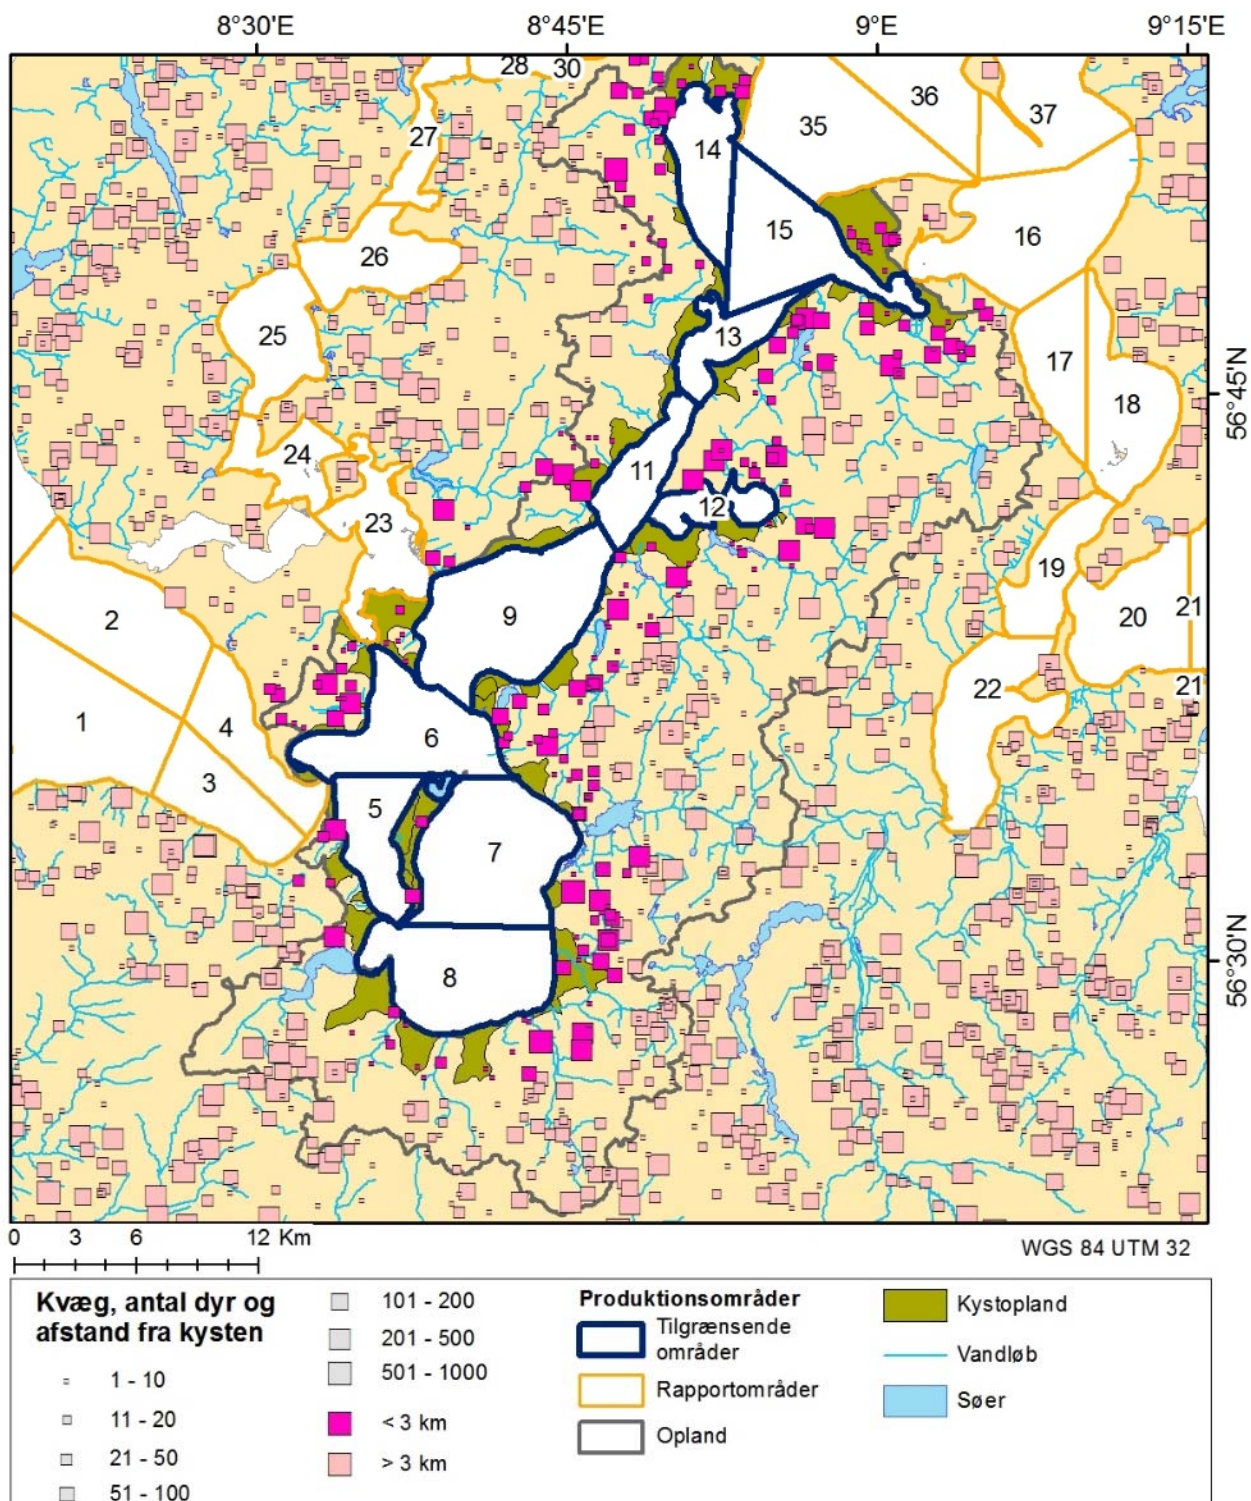 8°30'E 8°45'E 9°E 9°15'E
28 30
36
37
27
35
14
15
16
26
25
13
17
56°45'N
18
24
11
12
23
19
2
9
20
21
22
21
1
4
6
3
5
7
8
56°30'N
0 3 6 12 Km
WGS 84 UTM 32
Kvæg, antal dyr og
afstand fra kysten
1 - 10
11 - 20
21 - 50
51 - 100
101 - 200
201 - 500
501 - 1000
< 3 km
> 3 km
Produktionsområder
Tilgrænsende
områder
Rapportområder
Opland
Kystopland
Vandløb
Søer